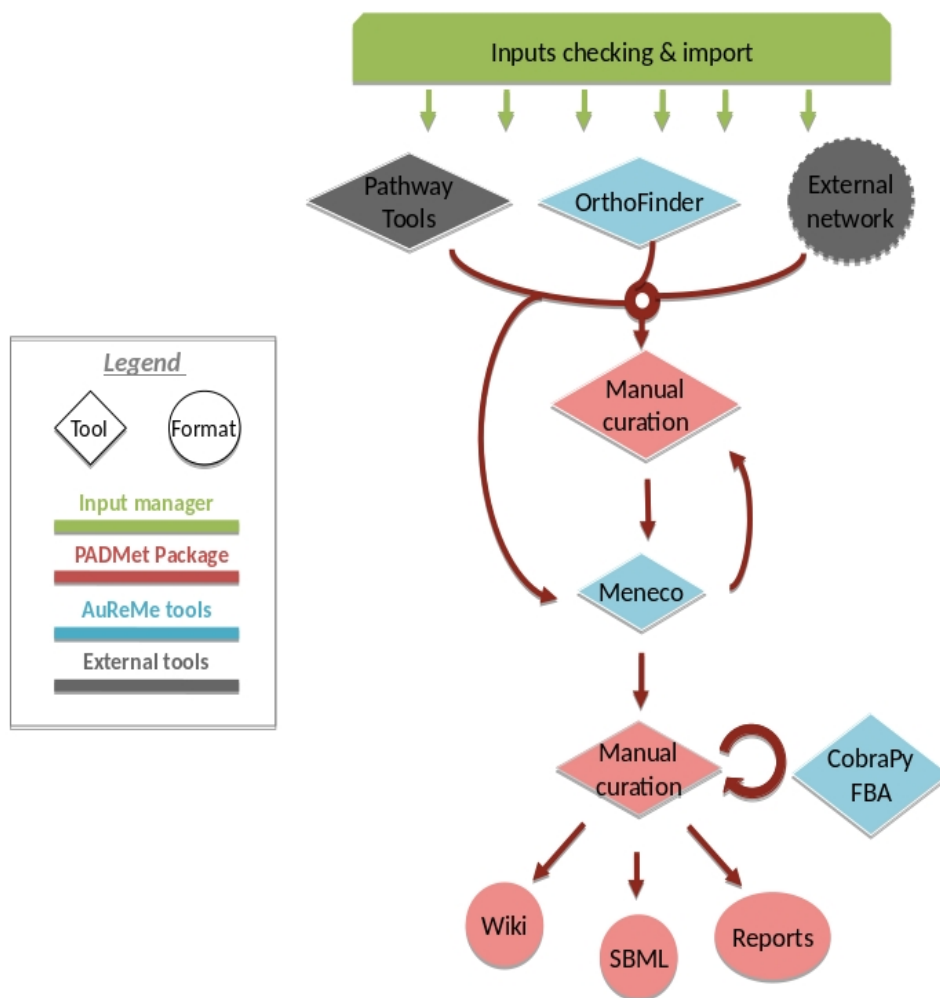 Inputs checking & import
Pathway
Tools
OrthoFinder
External
network
Manual
curation
Meneco
Manual
curation
CobraPy
FBA
Wiki
SBML
Reports
Legend
Tool
Format
Input manager
PADMet Package
AuReMe tools
External tools